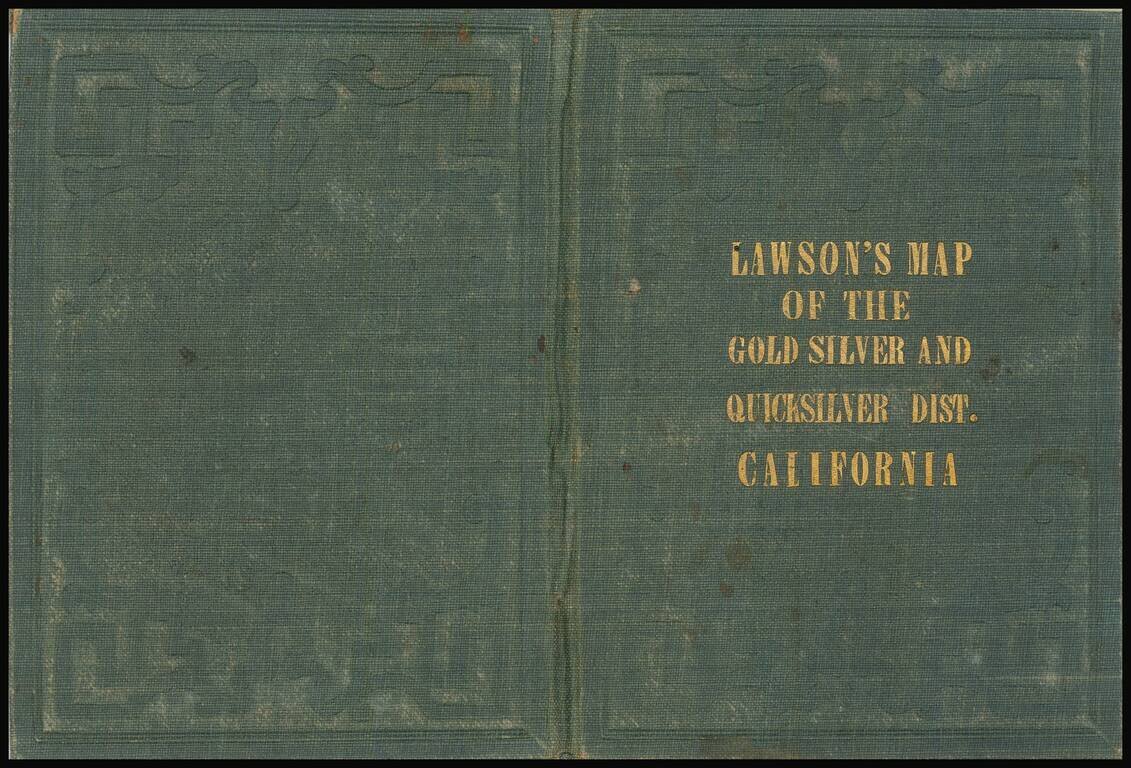 LAWSON'S MAP
OF THE
GOLD SILVER AND
QUICKSILVER DIST.
CALIFORNIA